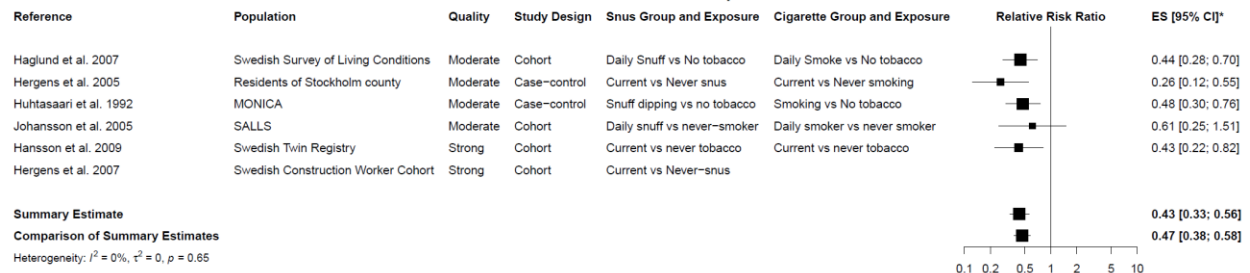 Reference Population Quality Study Design Snus Group and Exposure Cigarette Group and Exposure Relative Risk Ratio ES [95% CI]*
Haglund et al. 2007 Swedish Survey of Living Conditions Moderate Cohort Daily Snuff vs No tobacco Daily Smoke vs No tobacco 0.44 [0.28; 0.70]
Hergens et al. 2005 Residents of Stockholm county Moderate Case-control Current vs Never snus Current vs Never smoking 0.26 [0.12; 0.55]
Huhtasaari et al. 1992 MONICA Moderate Case-control Snuff dipping vs no tobacco Smoking vs No tobacco 0.48 [0.30; 0.76]
Johansson et al. 2005 SALLS Moderate Cohort Daily snuff vs never−smoker Daily smoker vs never smoker 0.61 [0.25; 1.51]
Hansson et al. 2009 Swedish Twin Registry Strong Cohort Current vs never tobacco Current vs never tobacco 0.43 [0.22; 0.82]
Hergens et al. 2007 Swedish Construction Worker Cohort Strong Cohort Current vs Never−snus
Summary Estimate 0.43 [0.33; 0.56]
Comparison of Summary Estimates 0.47 [0.38; 0.58]
Heterogeneity: I² = 0%, τ² = 0, p = 0.65
0.1 0.2 0.5 1 2 5 10